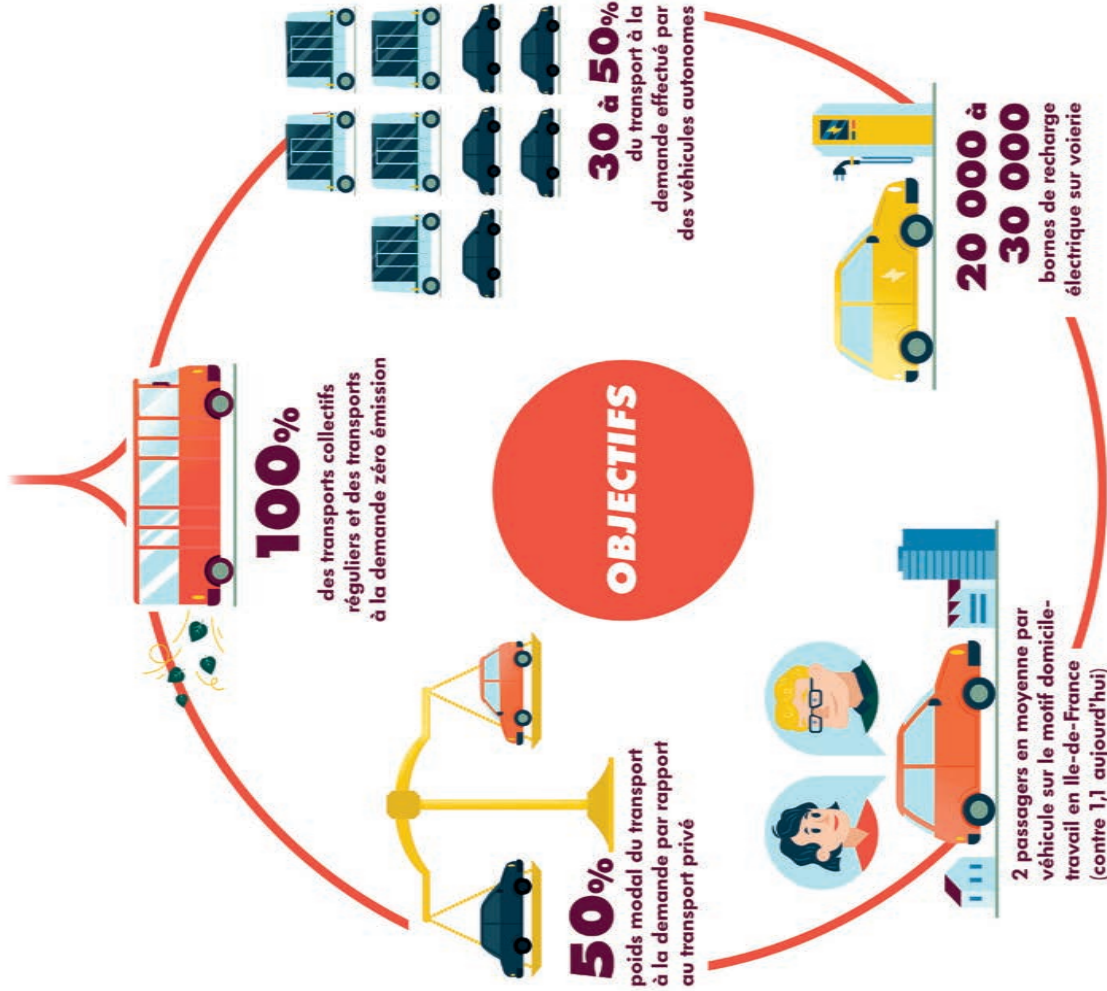 100%
des transports collectifs
réguliers et des transports
à la demande zéro émission
30 à 50%
du transport à la
demande effectué par
des véhicules autonomes
50%
poids modal du transport
à la demande par rapport
au transport privé
OBJECTIFS
20 000 à
30 000
bornes de recharge
électrique sur voierie
2 passagers en moyenne par
véhicule sur le motif domicile-
travail en Ile-de-France
(contre 1,1 aujourd'hui)